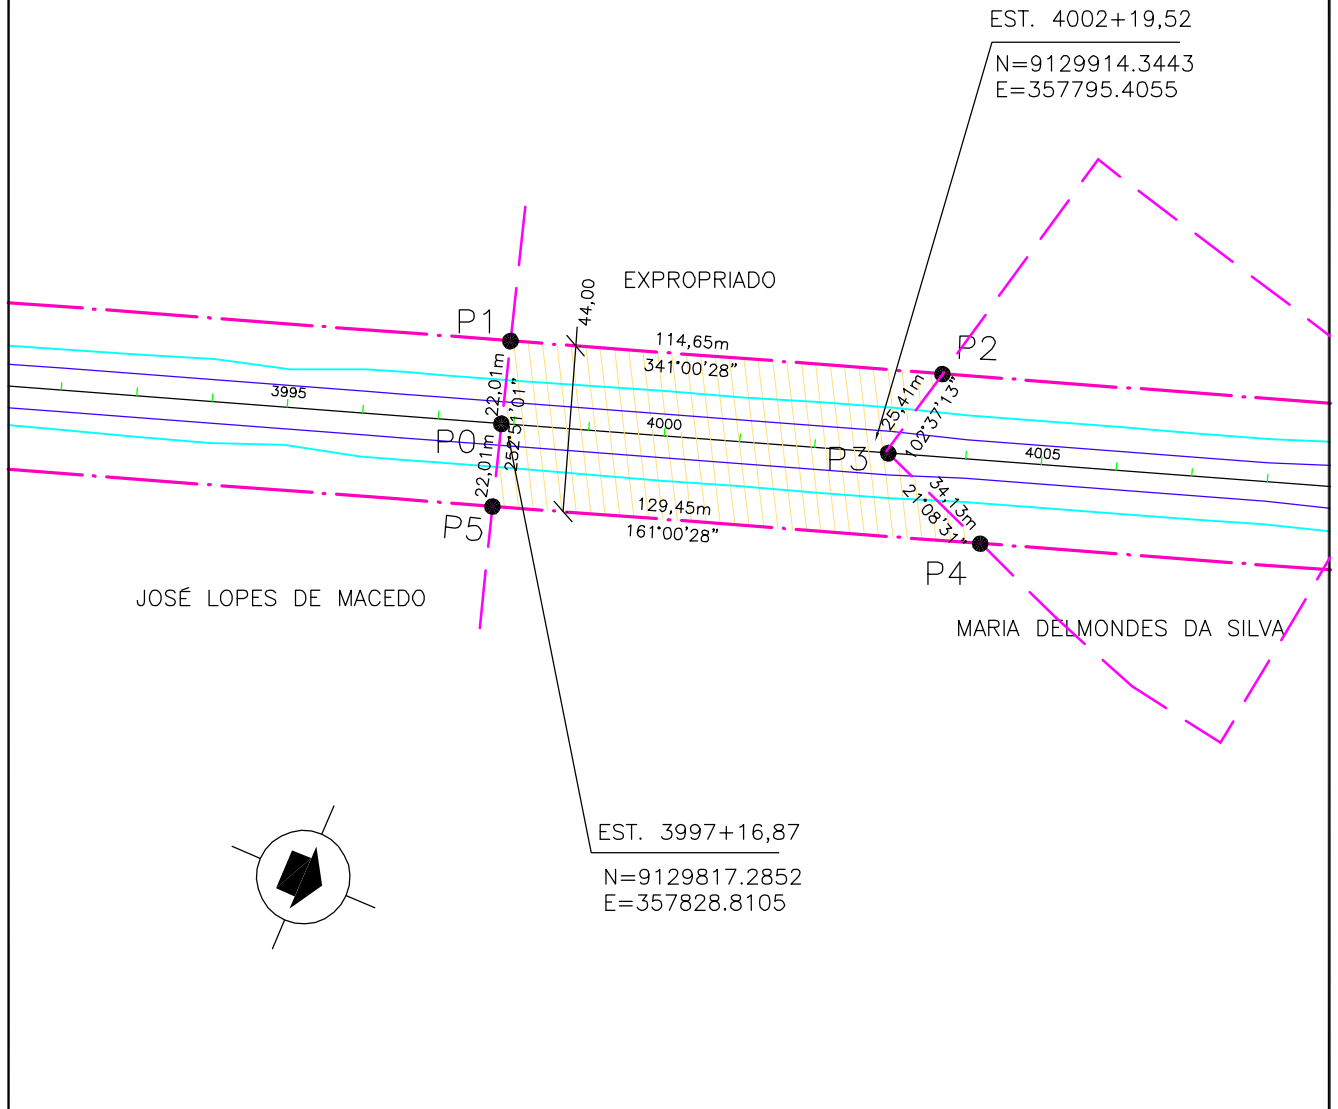 EST. 4002+19,52
N=9129914.3443
E=357795.4055
EXPROPRIADO
44,00
P1
114,65m
341°00'28"
P2
22,01m
25,41m
102°37'13"
3995
4000
4005
P0
252°51'01"
22,01m
P3
34,13m
21°08'31"
129,45m
161°00'28"
P5
P4
JOSÉ LOPES DE MACEDO
MARIA DELMONDES DA SILVA
EST. 3997+16,87
N=9129817.2852
E=357828.8105